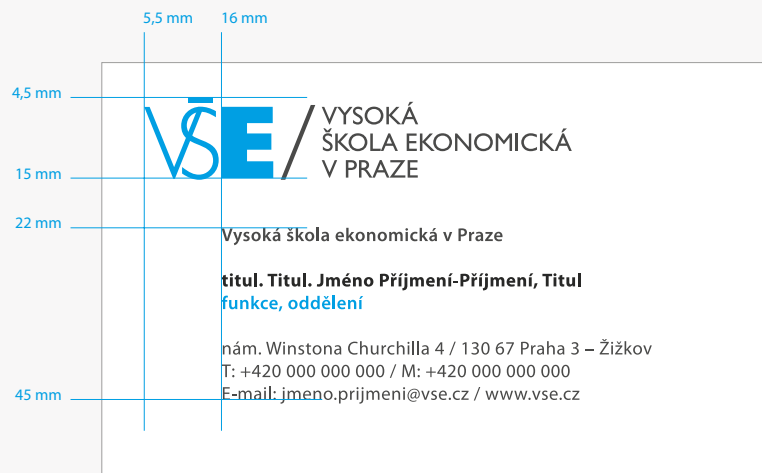 5,5 mm 16 mm
4,5 mm
VŠE / VYSOKÁ
ŠKOLA EKONOMICKÁ
V PRAZE
15 mm
22 mm
Vysoká škola ekonomická v Praze
titul. Titul. Jméno Příjmení-Příjmení, Titul
funkce, oddělení
nám. Winstona Churchilla 4 / 130 67 Praha 3 – Žižkov
T: +420 000 000 000 / M: +420 000 000 000
45 mm
E-mail: jmeno.prijmeni@vse.cz / www.vse.cz